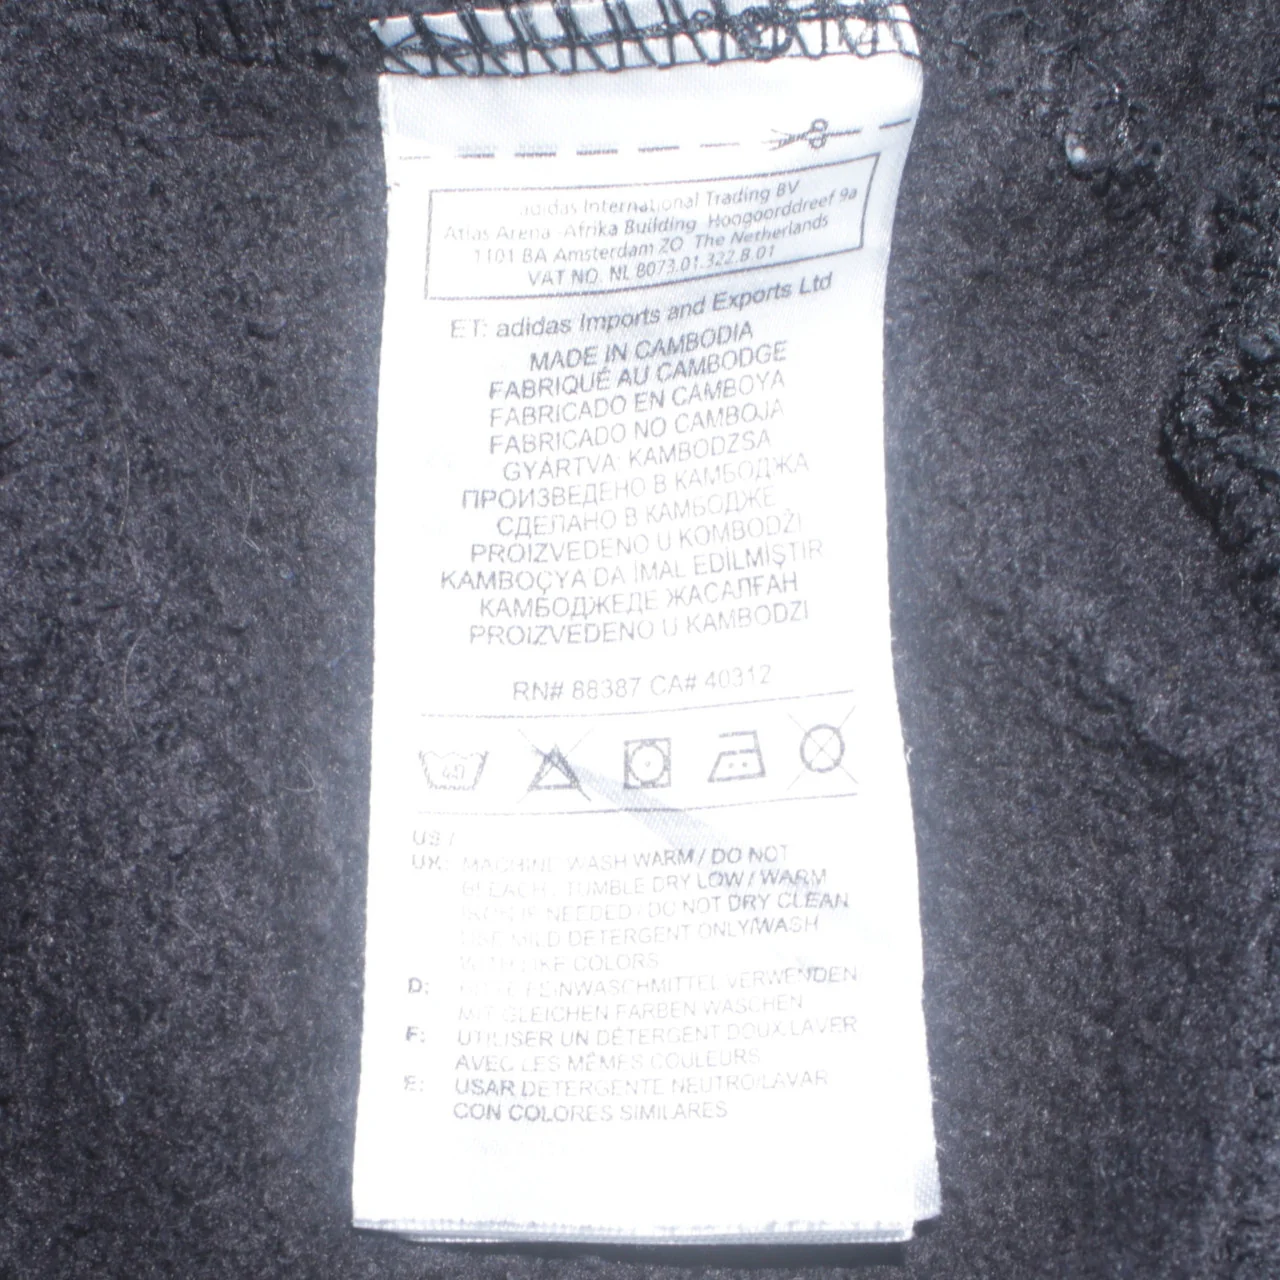 adidas International Trading BV
Atlas Arena -Afrika Building Hoogoorddreef 9a
1101 BA Amsterdam ZO The Netherlands
VAT NO. NL 8073.01.322.B.01
ET: adidas Imports and Exports Ltd
MADE IN CAMBODIA
FABRIQUÉ AU CAMBODGE
FABRICADO EN CAMBOYA
FABRICADO NO CAMBOJA
GYÁRTVA: KAMBODZSA
ПРОИЗВЕДЕНО В КАМБОДЖА
СДЕЛАНО В КАМБОДЖЕ
PROIZVEDENO U KOMBODŽI
KAMBOÇYA'DA İMAL EDİLMİŞTİR
КАМБОДЖЕДЕ ЖАСАЛҒАН
PROIZVEDENO U KAMBODZI
RN# 88387 CA# 40312
40
US /
UK: MACHINE WASH WARM / DO NOT
BLEACH / TUMBLE DRY LOW / WARM
IRON IF NEEDED / DO NOT DRY CLEAN
USE MILD DETERGENT ONLY/WASH
WITH LIKE COLORS
D: BITTE FEINWASCHMITTEL VERWENDEN
MIT GLEICHEN FARBEN WASCHEN
F: UTILISER UN DÉTERGENT DOUX.LAVER
AVEC LES MÊMES COULEURS
E: USAR DETERGENTE NEUTRO/LAVAR
CON COLORES SIMILARES